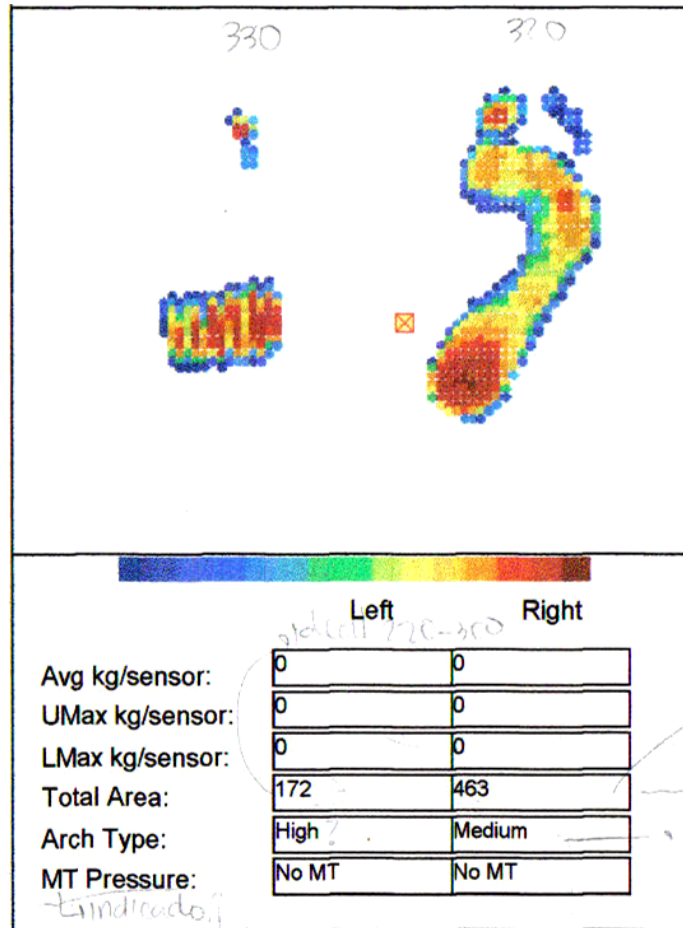 330 320
Left Right
Avg kg/sensor: 0 0
UMax kg/sensor: 0 0
LMax kg/sensor: 0 0
Total Area: 172 463
Arch Type: High ? Medium
MT Pressure: No MT No MT